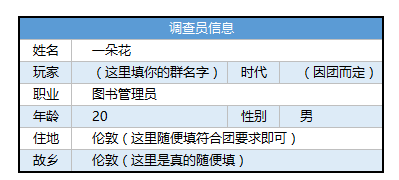 调查员信息
姓名 一朵花
玩家 （这里填你的群名字） 时代 （因团而定）
职业 图书管理员
年龄 20 性别 男
住地 伦敦（这里随便填符合团要求即可）
故乡 伦敦（这里是真的随便填）